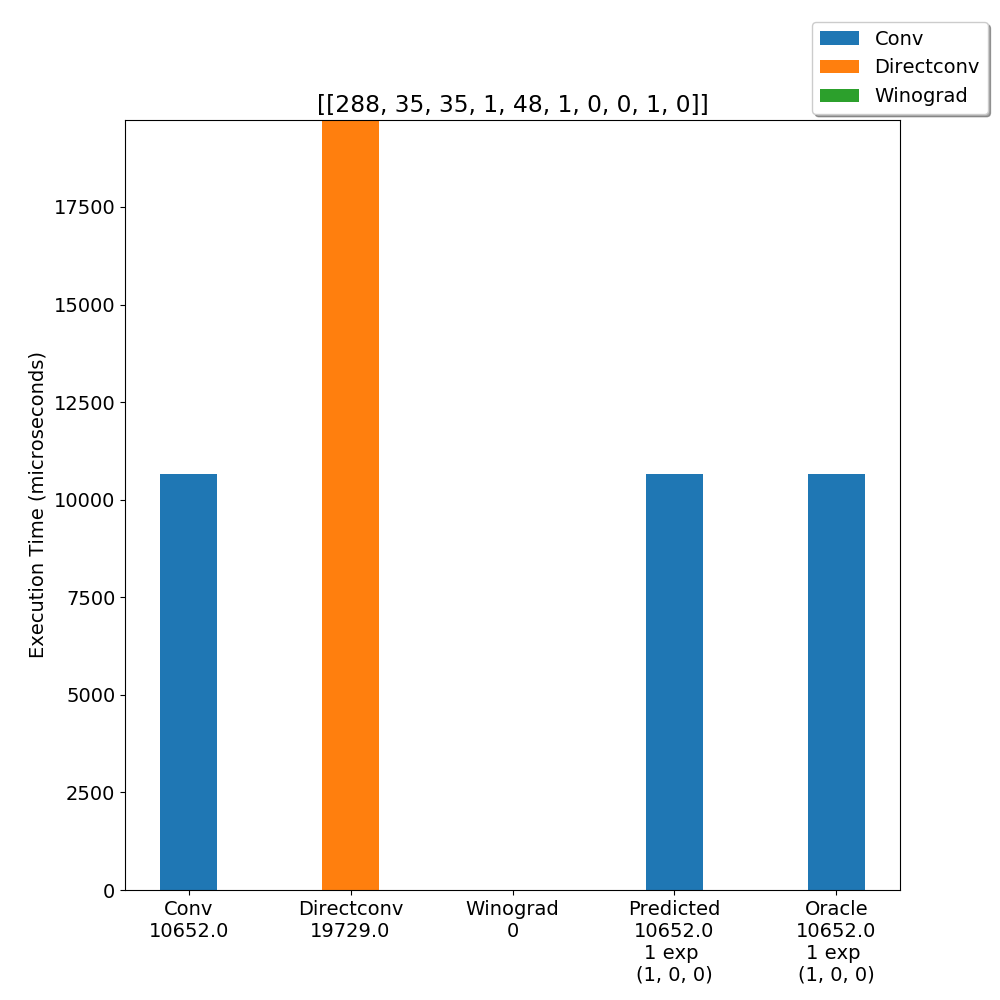 Conv
Directconv
Winograd
[[288, 35, 35, 1, 48, 1, 0, 0, 1, 0]]
Execution Time (microseconds)
17500
15000
12500
10000
7500
5000
2500
0
Conv
10652.0
Directconv
19729.0
Winograd
0
Predicted
10652.0
1 exp
(1, 0, 0)
Oracle
10652.0
1 exp
(1, 0, 0)